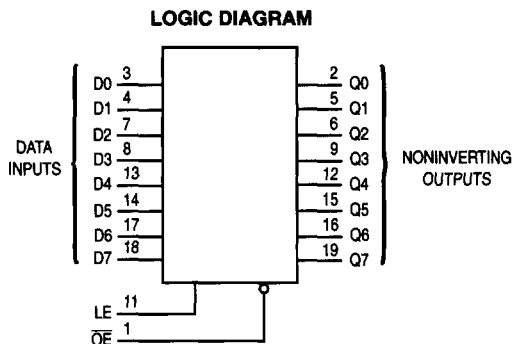 LOGIC DIAGRAM
D0 3
D1 4
D2 7
D3 8
D4 13
D5 14
D6 17
D7 18
DATA
INPUTS
2 Q0
5 Q1
6 Q2
9 Q3
12 Q4
15 Q5
16 Q6
19 Q7
NONINVERTING
OUTPUTS
LE 11
O̅E̅ 1